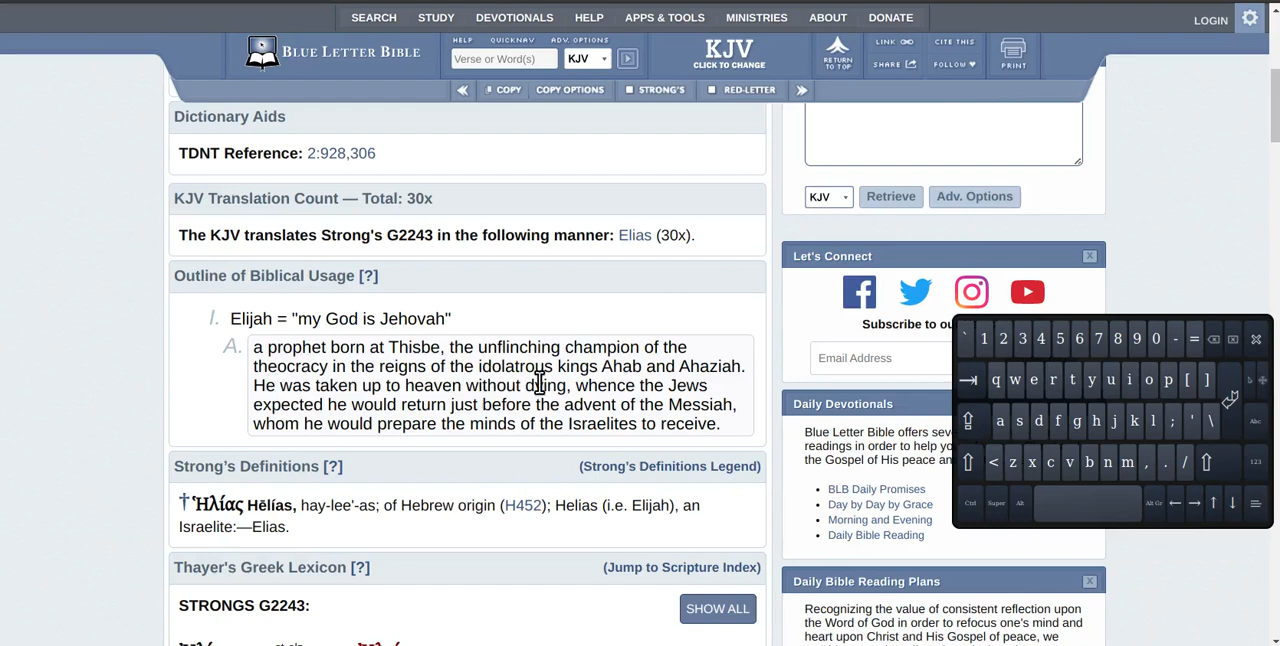 SEARCH STUDY DEVOTIONALS HELP APPS & TOOLS MINISTRIES ABOUT DONATE LOGIN
BLUE LETTER BIBLE
HELP QUICKNAV ADV. OPTIONS
Verse or Word(s) KJV
KJV
CLICK TO CHANGE
RETURN
TO TOP
LINK CITE THIS
SHARE FOLLOW
PRINT
COPY COPY OPTIONS STRONG'S RED-LETTER
Dictionary Aids
TDNT Reference: 2:928,306
KJV Translation Count — Total: 30x
The KJV translates Strong's G2243 in the following manner: Elias (30x).
Outline of Biblical Usage [?]
I. Elijah = "my God is Jehovah"
A. a prophet born at Thisbe, the unflinching champion of the
theocracy in the reigns of the idolatrous kings Ahab and Ahaziah.
He was taken up to heaven without dying, whence the Jews
expected he would return just before the advent of the Messiah,
whom he would prepare the minds of the Israelites to receive.
Strong's Definitions [?] (Strong's Definitions Legend)
†Ἡλίας Hēlías, hay-lee'-as; of Hebrew origin (H452); Helias (i.e. Elijah), an
Israelite:—Elias.
Thayer's Greek Lexicon [?] (Jump to Scripture Index)
STRONGS G2243:
SHOW ALL
KJV Retrieve Adv. Options
Let's Connect X
Subscribe to ou
Email Address
Daily Devotionals
Blue Letter Bible offers sev
readings in order to help yo
the Gospel of His peace an
BLB Daily Promises
Day by Day by Grace
Morning and Evening
Daily Bible Reading
Daily Bible Reading Plans X
Recognizing the value of consistent reflection upon
the Word of God in order to refocus one's mind and
heart upon Christ and His Gospel of peace, we
` 1 2 3 4 5 6 7 8 9 0 - =
q w e r t y u i o p [ ]
a s d f g h j k l ; ' \ Abc
< z x c v b n m , . / 123
Ctrl Super Alt Alt Gr